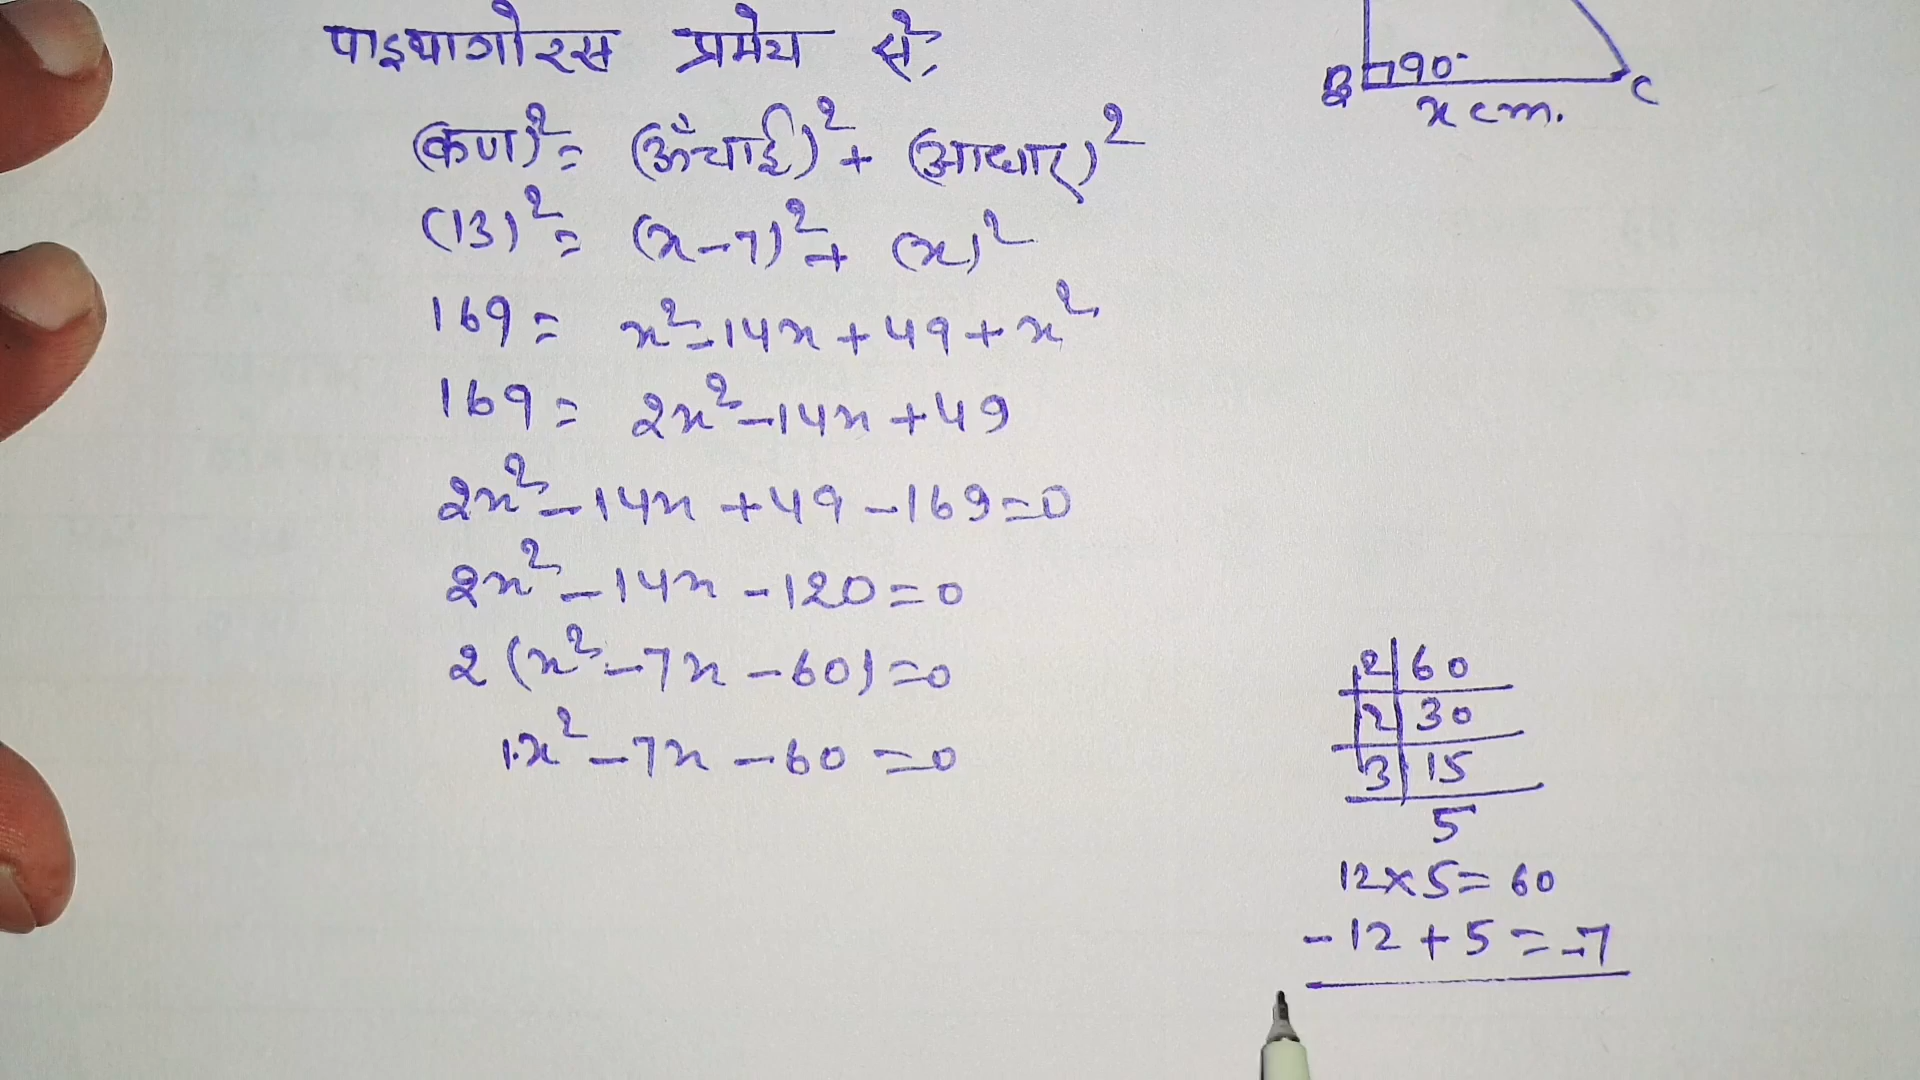 पाइथागोरस प्रमेय से,
(कर्ण)² = (ऊँचाई)² + (आधार)²
(13)² = (x-7)² + (x)²
169 = x² - 14x + 49 + x²
169 = 2x² - 14x + 49
2x² - 14x + 49 - 169 = 0
2x² - 14x - 120 = 0
2(x² - 7x - 60) = 0
1.x² - 7x - 60 = 0
B 90° C
x cm.
2|60
2|30
3|15
5
12×5 = 60
-12 + 5 = -7